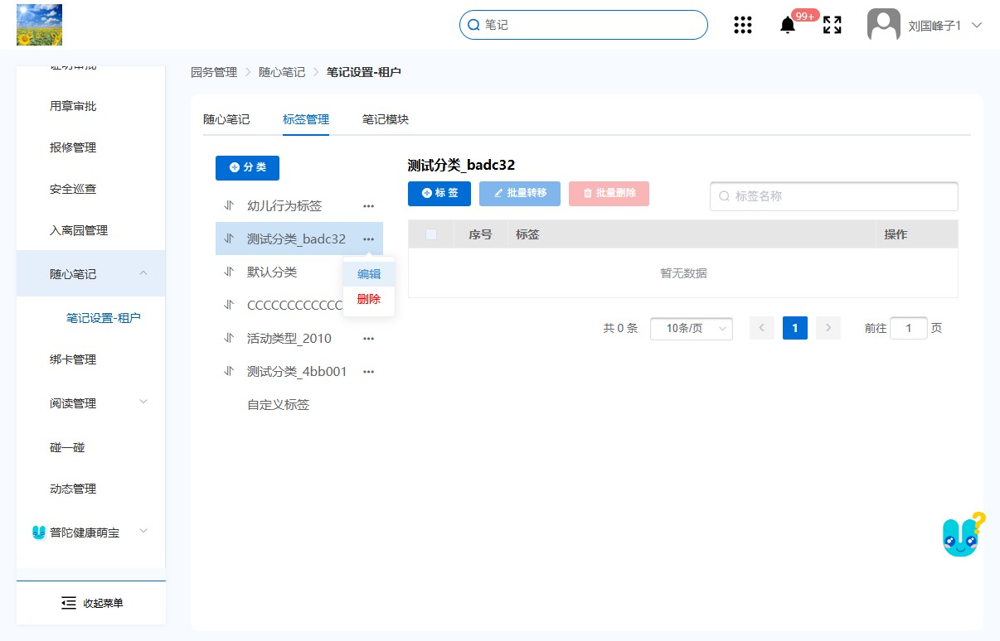 笔记
99+
刘国峰子1
用章审批
报修管理
安全巡查
入离园管理
随心笔记
笔记设置-租户
绑卡管理
阅读管理
碰一碰
动态管理
普陀健康萌宝
收起菜单
园务管理 > 随心笔记 > 笔记设置-租户
随心笔记 标签管理 笔记模块
分 类
幼儿行为标签 •••
测试分类_badc32 •••
默认分类
CCCCCCCCCCCC
活动类型_2010 •••
测试分类_4bb001 •••
自定义标签
编辑
删除
测试分类_badc32
标 签 批量转移 批量删除 标签名称
序号 标签 操作
暂无数据
共 0 条 10条/页 < 1 > 前往 1 页